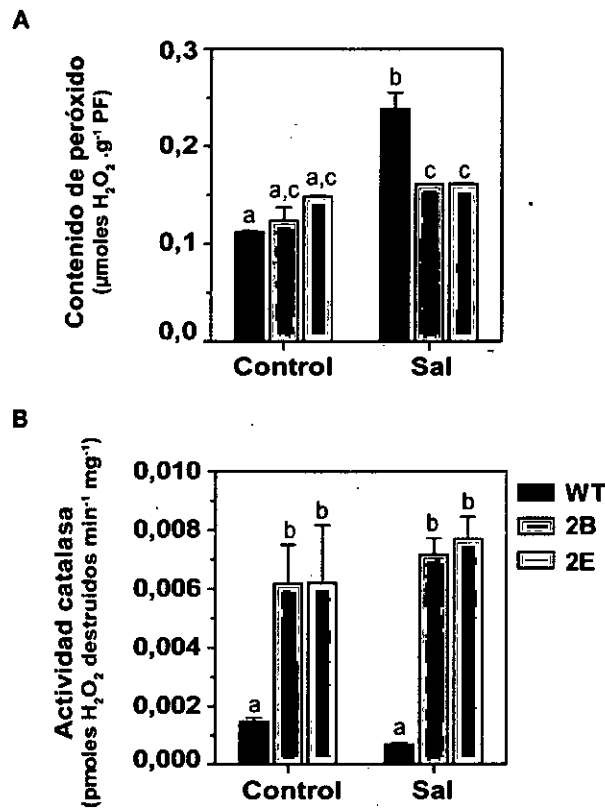 A
Contenido de peróxido
(µmoles H₂O₂ .g⁻¹ PF)
0,3
0,2
0,1
0,0
a
a,c
a,c
b
c
c
Control
Sal
B
Actividad catalasa
(pmoles H₂O₂ destruídos min⁻¹ mg⁻¹)
0,010
0,008
0,006
0,004
0,002
0,000
a
b
b
a
b
b
Control
Sal
WT
2B
2E